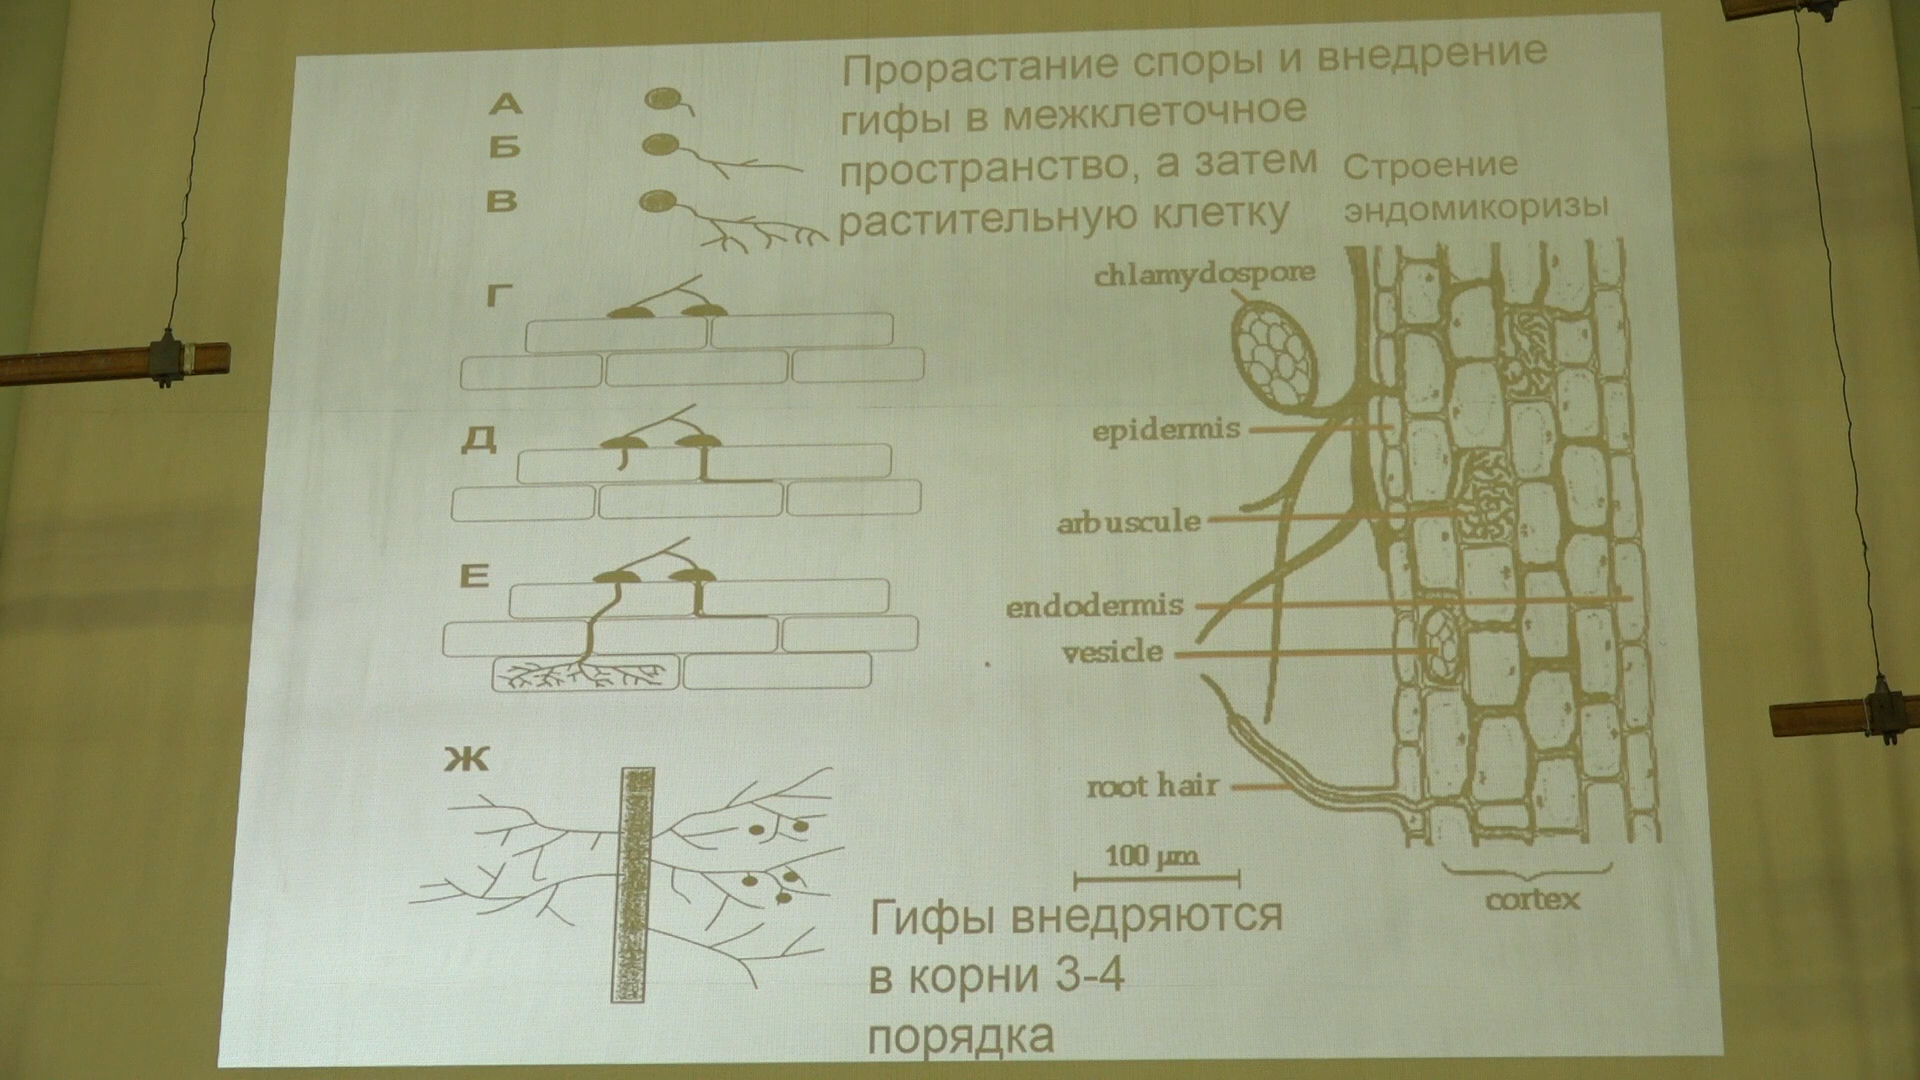 Прорастание споры и внедрение
гифы в межклеточное
пространство, а затем
растительную клетку
А
Б
В
Г
Д
Е
Ж
Строение
эндомикоризы
chlamydospore
epidermis
arbuscule
endodermis
vesicle
root hair
100 µm
cortex
Гифы внедряются
в корни 3-4
порядка